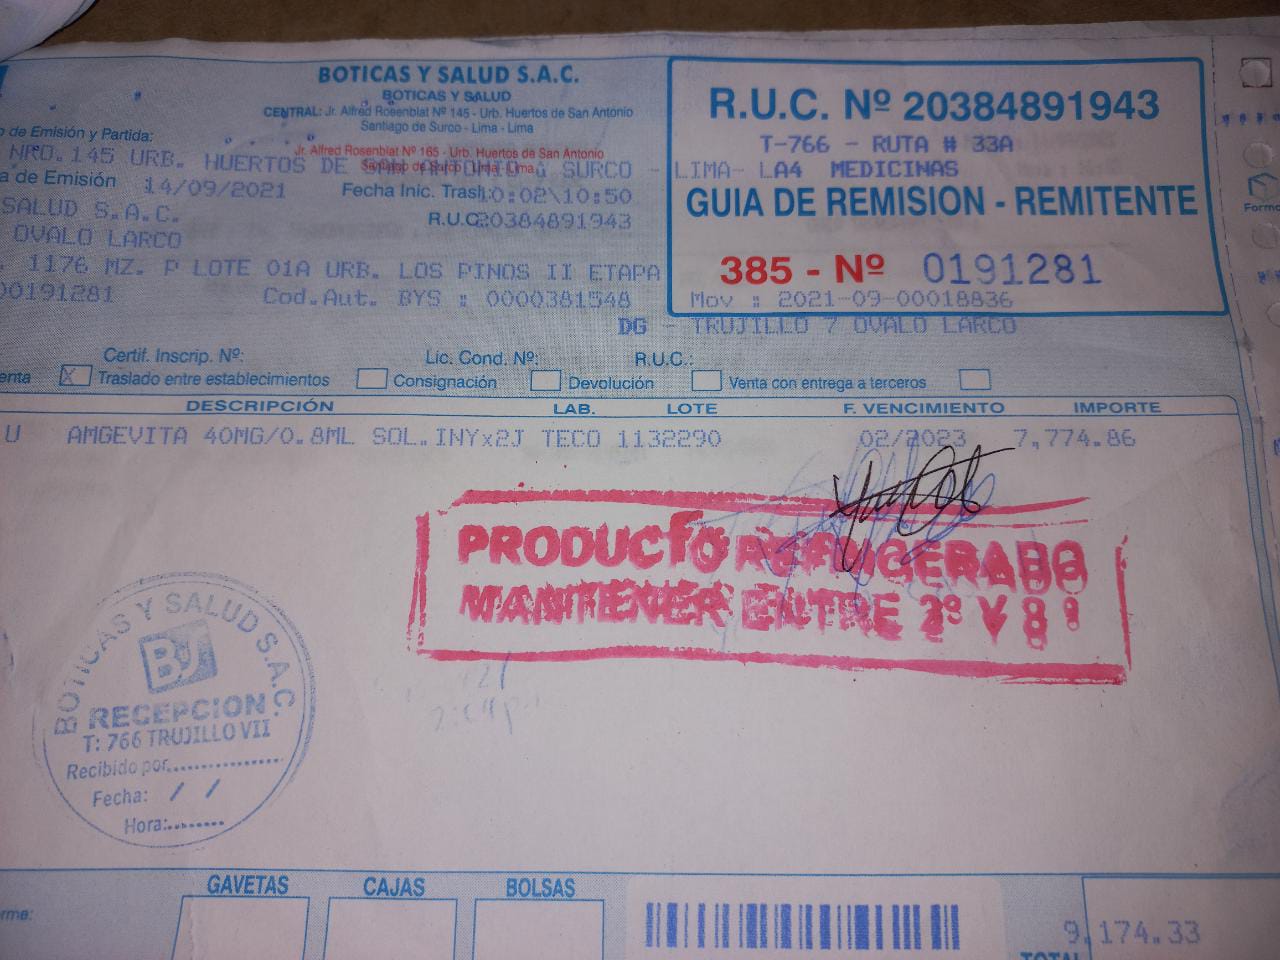 BOTICAS Y SALUD S.A.C.
BOTICAS Y SALUD
CENTRAL: Jr. Alfred Rosenblat Nº 145 - Urb. Huertos de San Antonio
Santiago de Surco - Lima - Lima
Jr. Alfred Rosenblat Nº 165 - Urb. Huertos de San Antonio
Santiago de Surco - Lima - Lima
R.U.C. Nº 20384891943
T-766 - RUTA # 33A
de Emisión y Partida:
NRO.145 URB. HUERTOS DE SURCO - LIMA- LA4 MEDICINAS
de Emisión 14/09/2021 Fecha Inic. Trasl. 10:02\10:50
GUIA DE REMISION - REMITENTE
SALUD S.A.C. R.U.C. 20384891943
OVALO LARCO
1176 MZ. P LOTE 01A URB. LOS PINOS II ETAPA
385 - Nº 0191281
00191281 Cod.Aut. BYS : 0000381548
Mov : 2021-09-00018836
DG - TRUJILLO 7 OVALO LARCO
Certif. Inscrip. Nº: Lic. Cond. Nº: R.U.C.:
X Traslado entre establecimientos Consignación Devolución Venta con entrega a terceros
DESCRIPCIÓN LAB. LOTE F. VENCIMIENTO IMPORTE
U AMGEVITA 40MG/0.8ML SOL.INYx2J TECO 1132290 02/2023 7,774.86
PRODUCTO REFRIGERADO
MANTENER ENTRE 2º Y 8º
BOTICAS Y SALUD S.A.C.
RECEPCION
T: 766 TRUJILLO VII
Recibido por...............
Fecha: / /
Hora:........
GAVETAS CAJAS BOLSAS
9,174.33
TOTAL